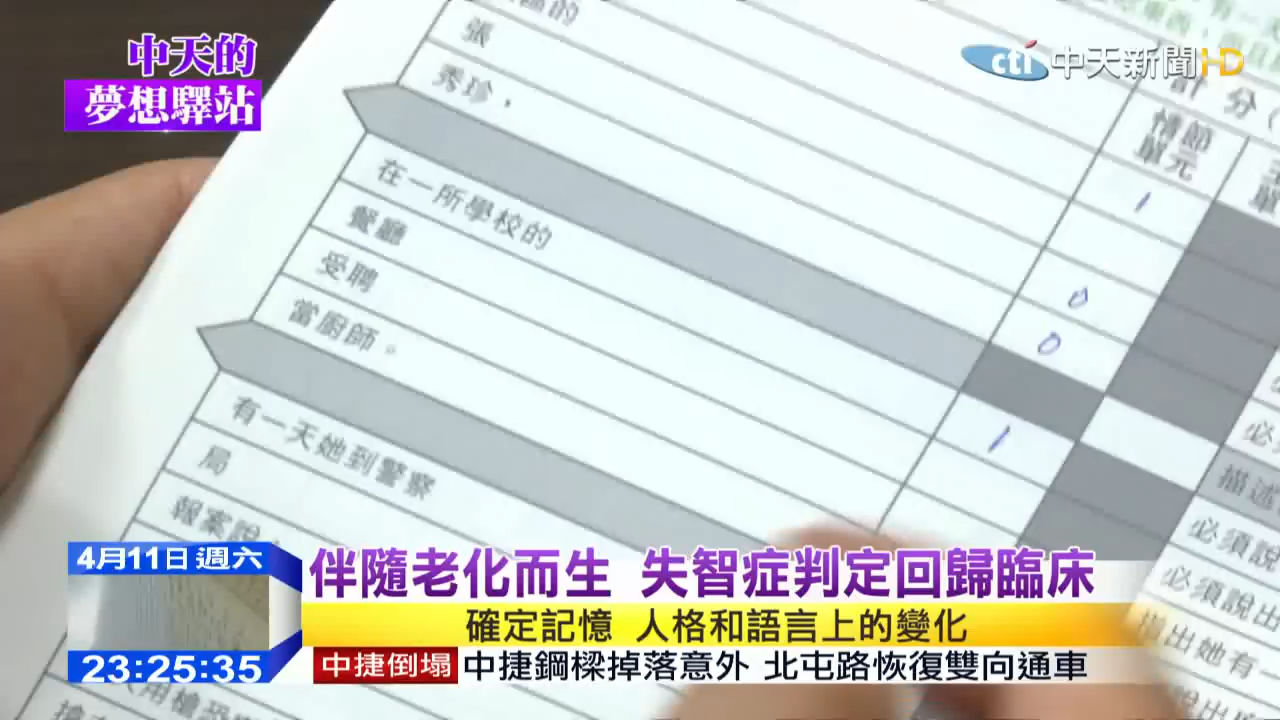 中天的
夢想驛站
cti 中天新聞HD
計分(
情節
單元
張
秀珍，
在一所學校的
餐廳
受聘
當廚師。
有一天她到警察
局
報案說
1
0
0
1
必
描述
必須說
必須說出
指出她有一
4月11日 週六
23:25:35
伴隨老化而生 失智症判定回歸臨床
確定記憶 人格和語言上的變化
中捷倒塌 中捷鋼樑掉落意外 北屯路恢復雙向通車